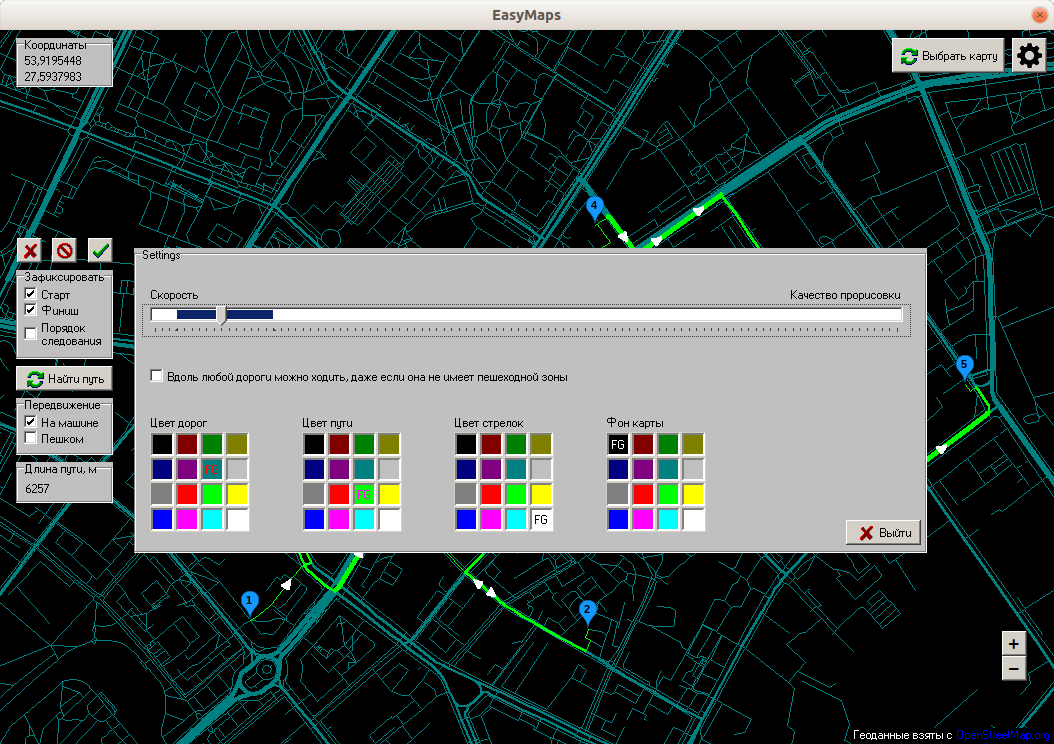 EasyMaps
Координаты
53,9195448
27,5937983
Выбрать карту
4
Settings
Скорость
Качество прорисовки
Зафиксировать
Старт
Финиш
Порядок
следования
Найти путь
Передвижение
На машине
Пешком
Длина пути, м
6257
5
Вдоль любой дороги можно ходить, даже если она не имеет пешеходной зоны
Цвет дорог
Цвет пути
Цвет стрелок
Фон карты
FG
FG
FG
FG
Выйти
1
2
+
−
Геоданные взяты с OpenStreetMap.org